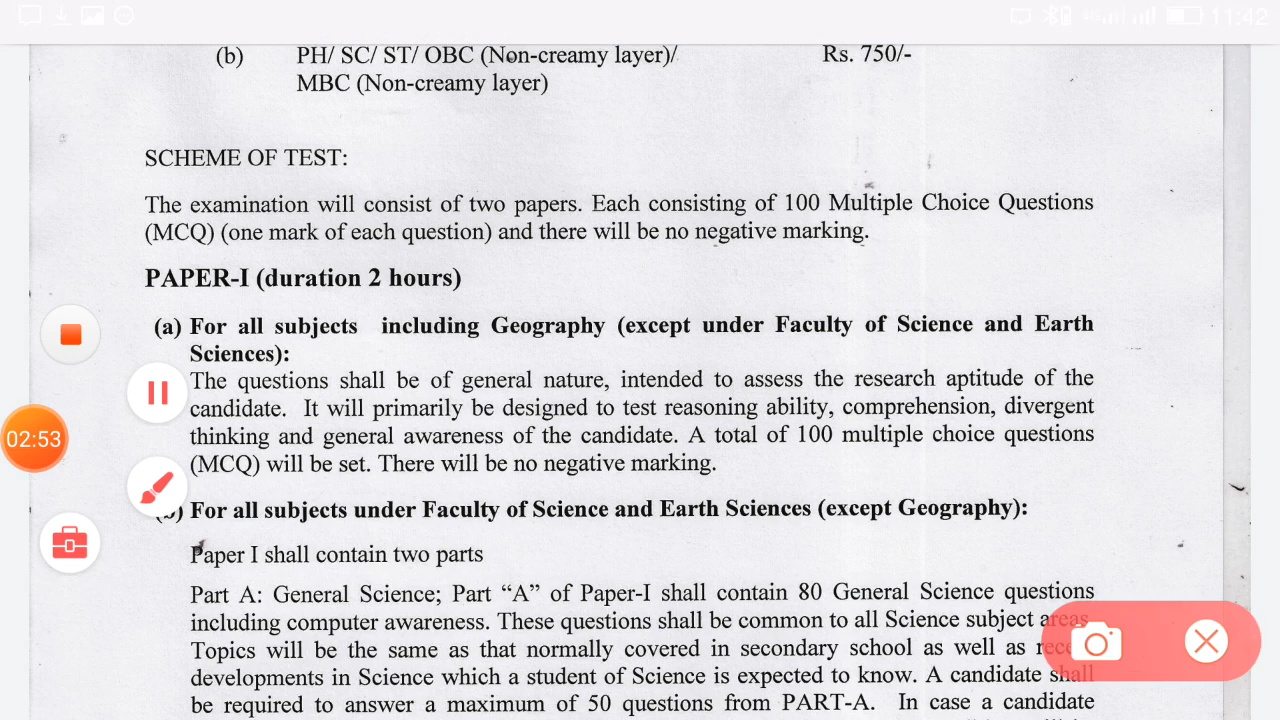 11:42
(b) PH/ SC/ ST/ OBC (Non-creamy layer)/ Rs. 750/-
MBC (Non-creamy layer)
SCHEME OF TEST:
The examination will consist of two papers. Each consisting of 100 Multiple Choice Questions
(MCQ) (one mark of each question) and there will be no negative marking.
PAPER-I (duration 2 hours)
(a) For all subjects including Geography (except under Faculty of Science and Earth
Sciences):
The questions shall be of general nature, intended to assess the research aptitude of the
candidate. It will primarily be designed to test reasoning ability, comprehension, divergent
02:53
thinking and general awareness of the candidate. A total of 100 multiple choice questions
(MCQ) will be set. There will be no negative marking.
For all subjects under Faculty of Science and Earth Sciences (except Geography):
Paper I shall contain two parts
Part A: General Science; Part “A” of Paper-I shall contain 80 General Science questions
including computer awareness. These questions shall be common to all Science subject areas
Topics will be the same as that normally covered in secondary school as well as
developments in Science which a student of Science is expected to know. A candidate shall
be required to answer a maximum of 50 questions from PART-A. In case a candidate